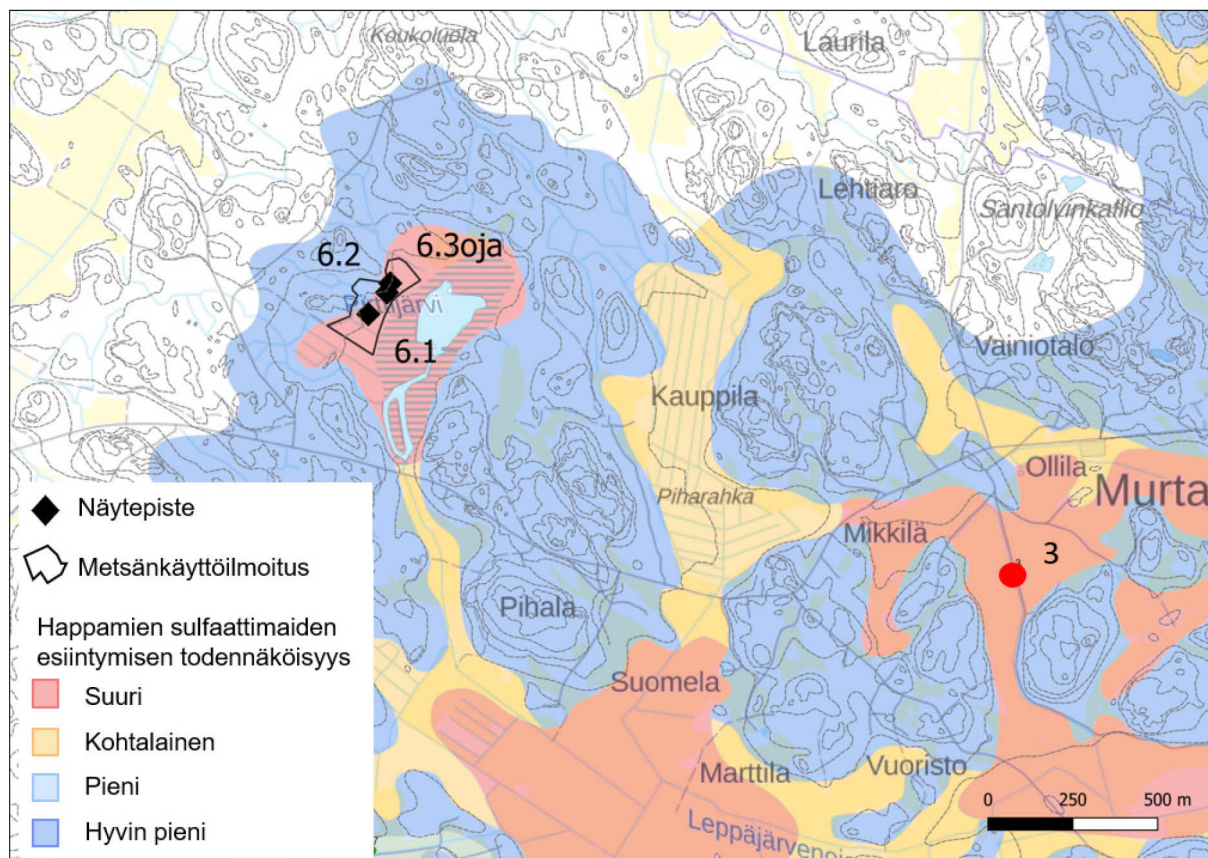 Koukoluola
Laurila
Lehtiaro
Santolyinkallio
6.2
6.3oja
6.1
Vainiotalo
Kauppila
Ollila
Murta
Piharahka
Mikkilä
3
Näytepiste
Metsänkäyttöilmoitus
Pihala
Happamien sulfaattimaiden
esiintymisen todennäköisyys
Suuri
Suomela
Kohtalainen
Marttila
Vuoristo
Pieni
0 250 500 m
Hyvin pieni